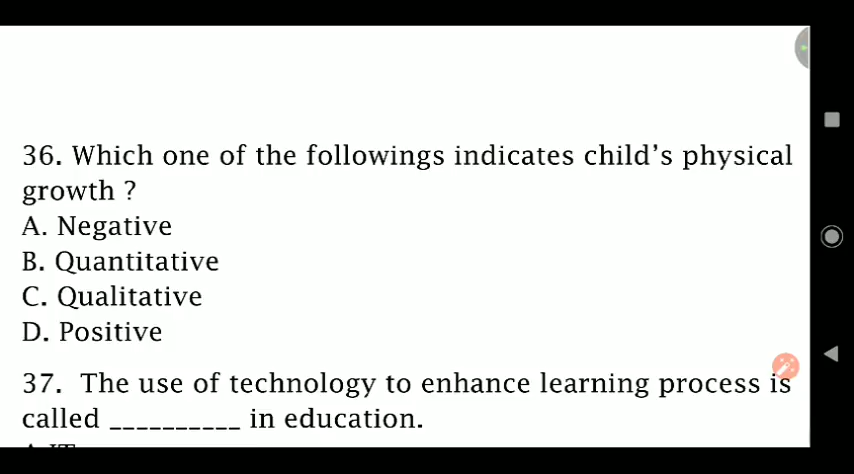 36. Which one of the followings indicates child's physical
growth ?
A. Negative
B. Quantitative
C. Qualitative
D. Positive
37. The use of technology to enhance learning process is
called __________ in education.